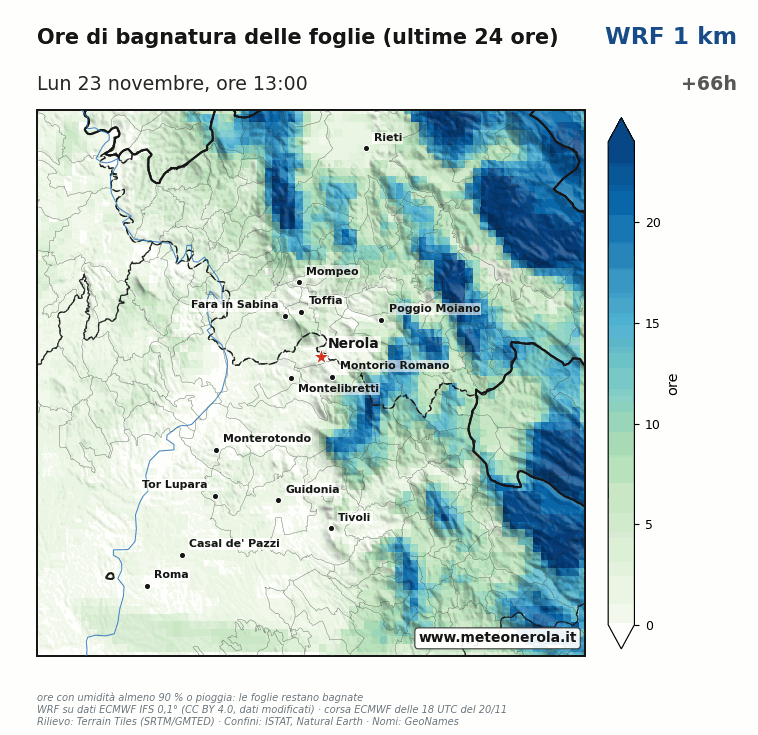 Ore di bagnatura delle foglie (ultime 24 ore)
WRF 1 km
Lun 23 novembre, ore 13:00
+66h
Rieti
Mompeo
Fara in Sabina
Toffia
Poggio Moiano
Nerola
Montorio Romano
Montelibretti
Monterotondo
Tor Lupara
Guidonia
Tivoli
Casal de' Pazzi
Roma
www.meteonerola.it
20
15
10
5
0
ore
ore con umidità almeno 90 % o pioggia: le foglie restano bagnate
WRF su dati ECMWF IFS 0,1° (CC BY 4.0, dati modificati) · corsa ECMWF delle 18 UTC del 20/11
Rilievo: Terrain Tiles (SRTM/GMTED) · Confini: ISTAT, Natural Earth · Nomi: GeoNames